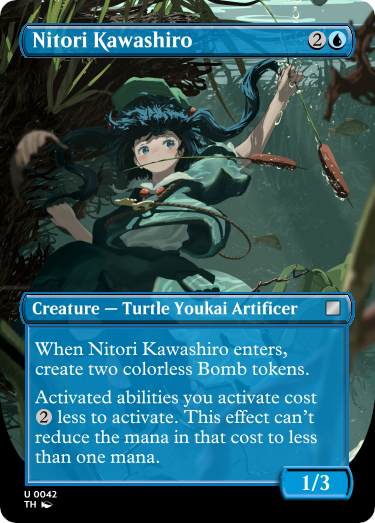 Nitori Kawashiro 2
Creature — Turtle Youkai Artificer
When Nitori Kawashiro enters,
create two colorless Bomb tokens.
Activated abilities you activate cost
2 less to activate. This effect can't
reduce the mana in that cost to less
than one mana.
1/3
U 0042
TH